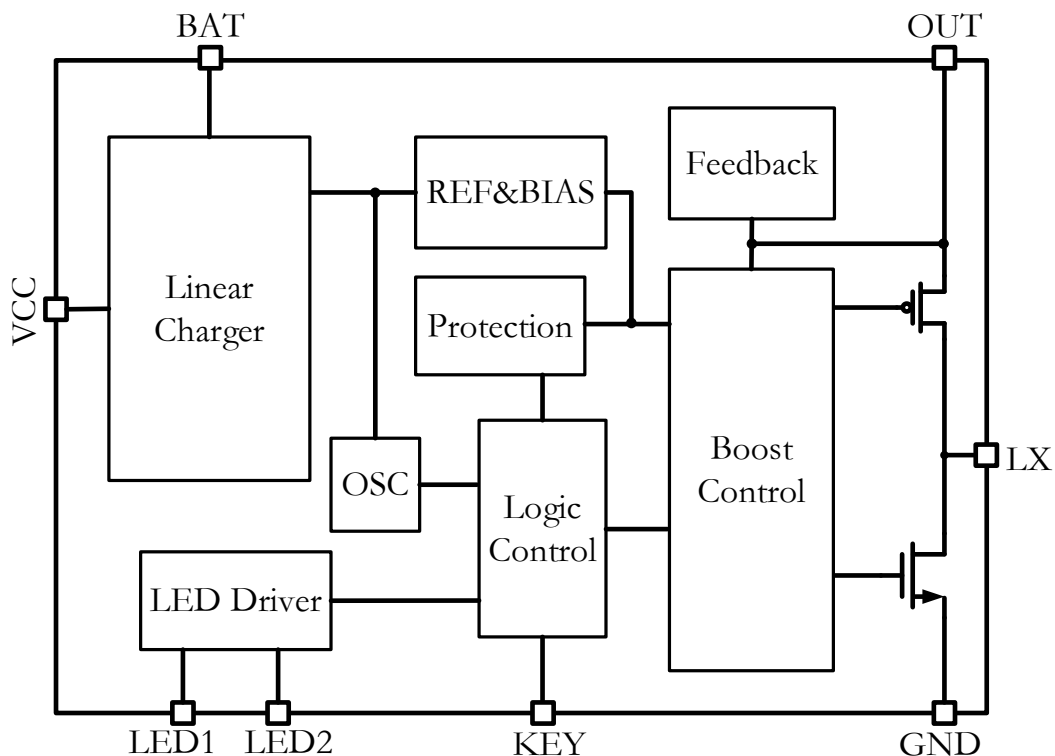 BAT
OUT
Feedback
REF&BIAS
VCC
Linear
Charger
Protection
Boost
Control
LX
OSC
Logic
Control
LED Driver
LED1
LED2
KEY
GND